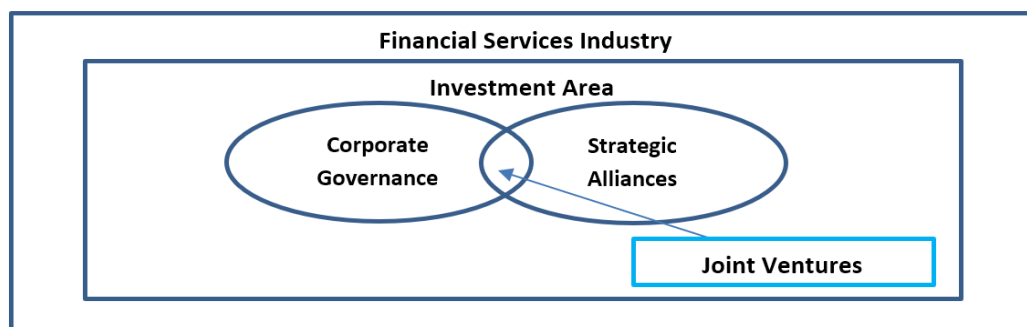 Financial Services Industry
Investment Area
Corporate
Governance
Strategic
Alliances
Joint Ventures